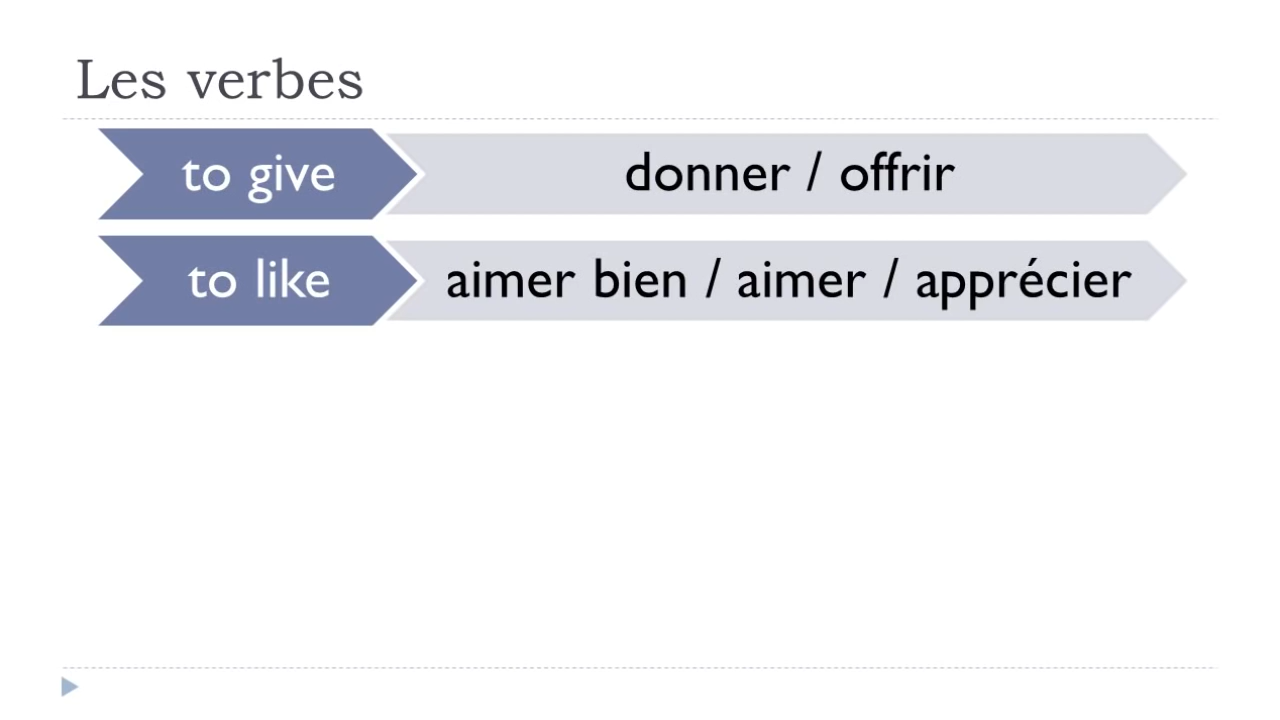 Les verbes
to give donner / offrir
to like aimer bien / aimer / apprécier